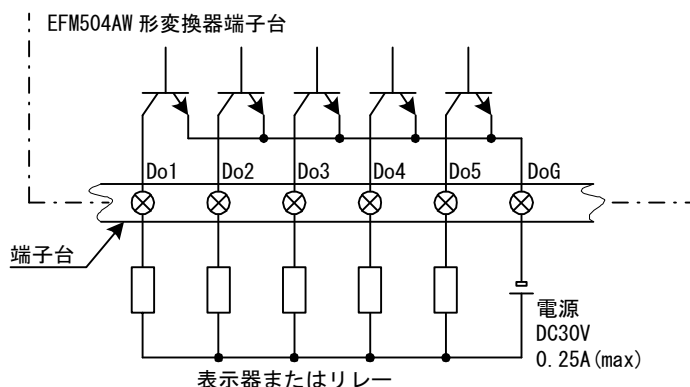 EFM504AW 形変換器端子台
Do1 Do2 Do3 Do4 Do5 DoG
端子台
電源
DC30V
0.25A(max)
表示器またはリレー